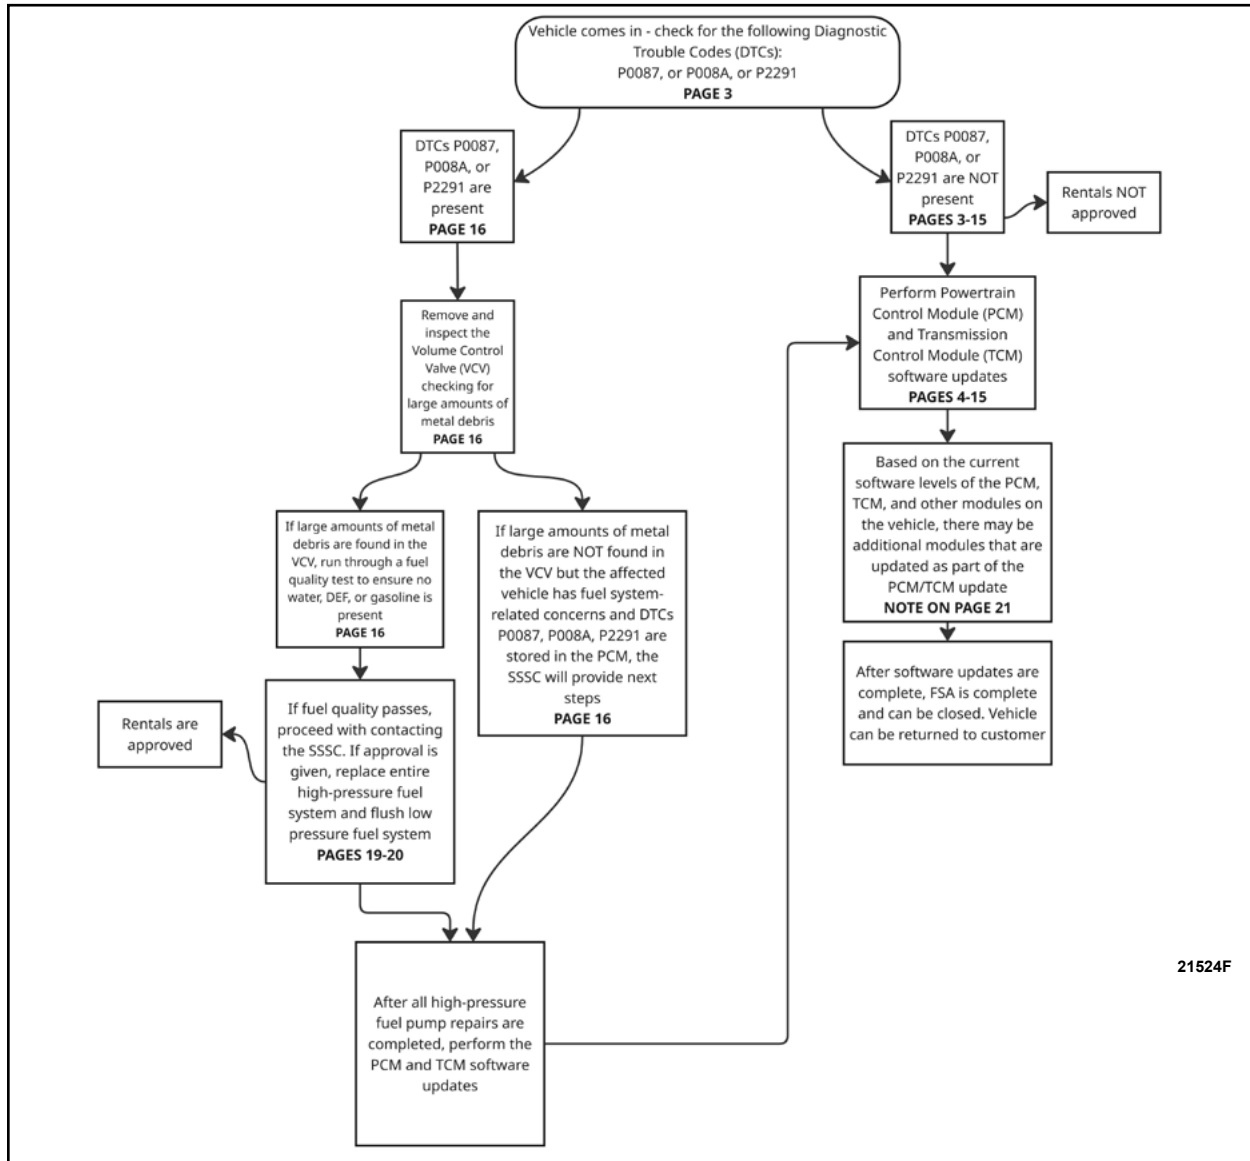 Vehicle comes in - check for the following Diagnostic
Trouble Codes (DTCs):
P0087, or P008A, or P2291
PAGE 3
DTCs P0087,
P008A, or
P2291 are
present
PAGE 16
DTCs P0087,
P008A, or
P2291 are NOT
present
PAGES 3-15
Rentals NOT
approved
Remove and
inspect the
Volume Control
Valve (VCV)
checking for
large amounts of
metal debris
PAGE 16
Perform Powertrain
Control Module (PCM)
and Transmission
Control Module (TCM)
software updates
PAGES 4-15
If large amounts of metal
debris are found in the
VCV, run through a fuel
quality test to ensure no
water, DEF, or gasoline is
present
PAGE 16
If large amounts of metal
debris are NOT found in
the VCV but the affected
vehicle has fuel system-
related concerns and DTCs
P0087, P008A, P2291 are
stored in the PCM, the
SSSC will provide next
steps
PAGE 16
Based on the current
software levels of the PCM,
TCM, and other modules on
the vehicle, there may be
additional modules that are
updated as part of the
PCM/TCM update
NOTE ON PAGE 21
Rentals are
approved
If fuel quality passes,
proceed with contacting
the SSSC. If approval is
given, replace entire
high-pressure fuel
system and flush low
pressure fuel system
PAGES 19-20
After software updates are
complete, FSA is complete
and can be closed. Vehicle
can be returned to customer
After all high-pressure
fuel pump repairs are
completed, perform the
PCM and TCM software
updates
21524F